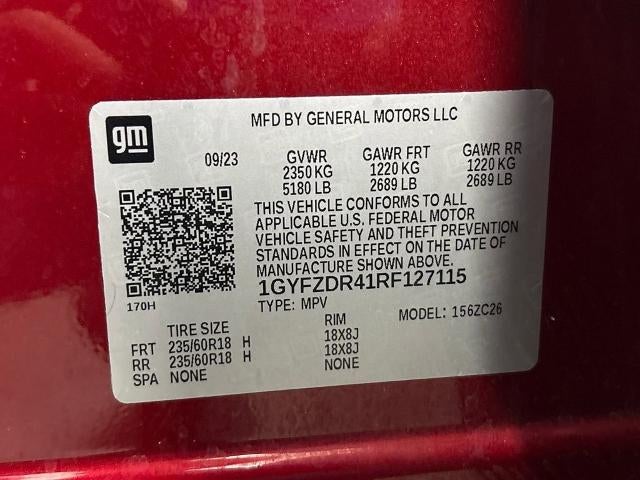 gm
MFD BY GENERAL MOTORS LLC
09/23 GVWR GAWR FRT GAWR RR
2350 KG 1220 KG 1220 KG
5180 LB 2689 LB 2689 LB
THIS VEHICLE CONFORMS TO ALL
APPLICABLE U.S. FEDERAL MOTOR
VEHICLE SAFETY AND THEFT PREVENTION
STANDARDS IN EFFECT ON THE DATE OF
MANUFACTURE SHOWN ABOVE.
1GYFZDR41RF127115
170H TYPE: MPV MODEL: 156ZC26
TIRE SIZE RIM
FRT 235/60R18 H 18X8J
RR 235/60R18 H 18X8J
SPA NONE NONE